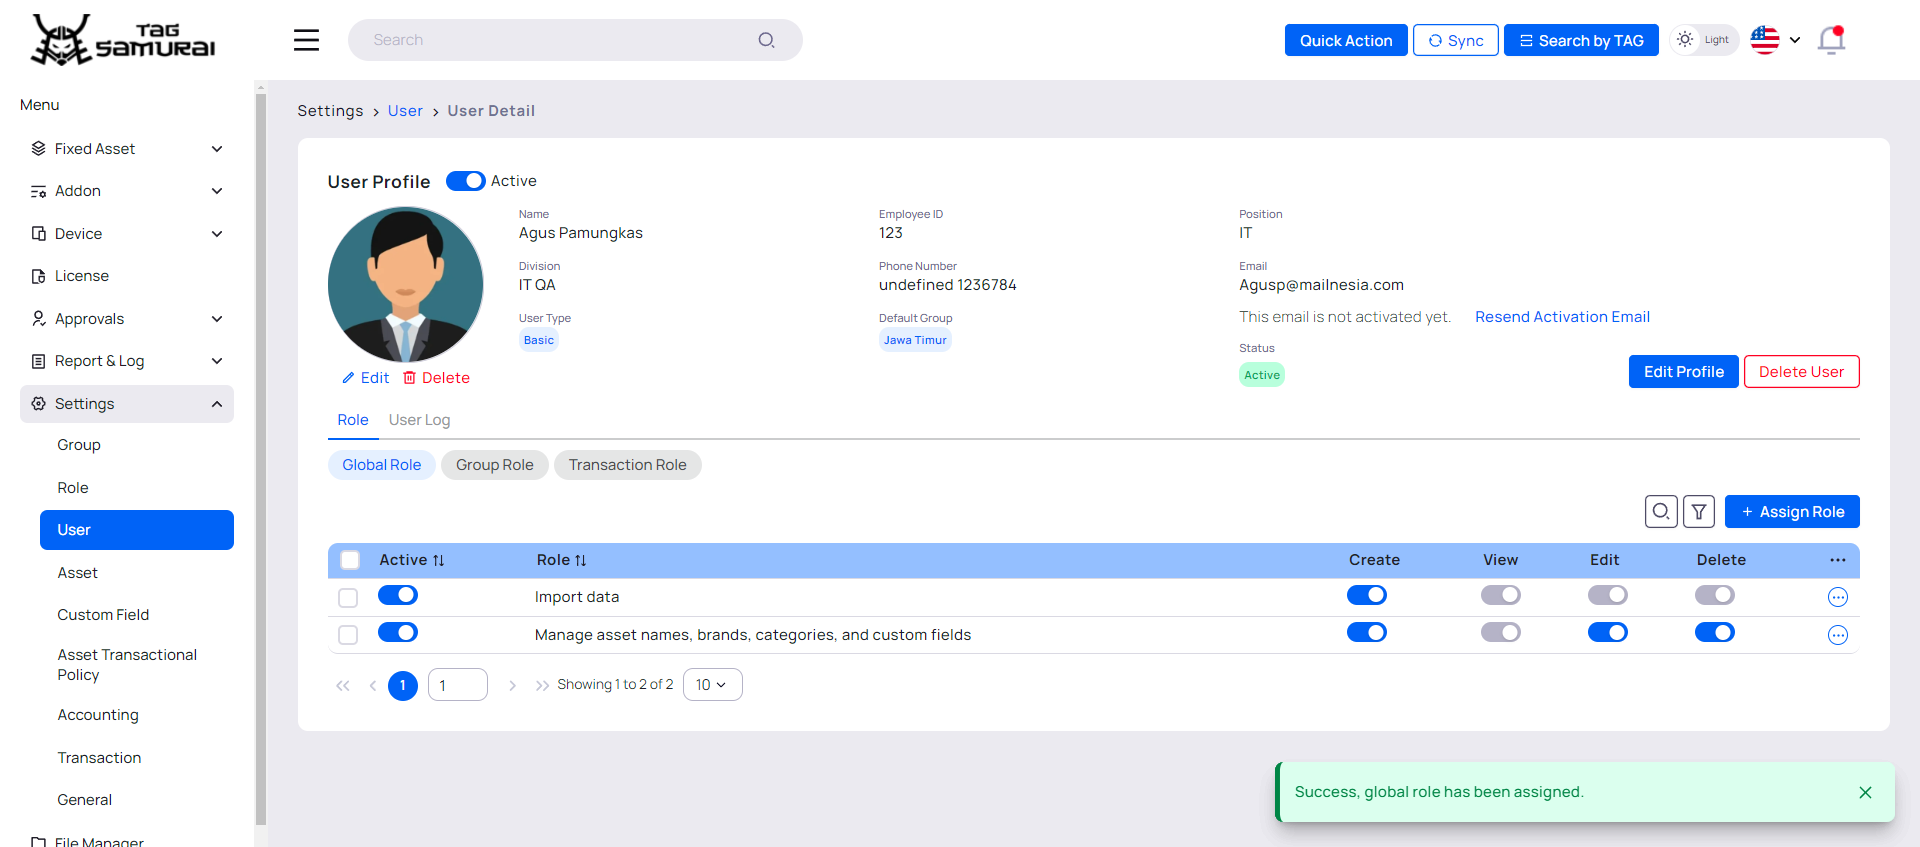 TAG
SAMURAI
Search
Quick Action
Sync
Search by TAG
Light
Menu
Fixed Asset
Addon
Device
License
Approvals
Report & Log
Settings
Group
Role
User
Asset
Custom Field
Asset Transactional
Policy
Accounting
Transaction
General
File Manager
Settings > User > User Detail
User Profile Active
Name
Agus Pamungkas
Employee ID
123
Position
IT
Division
IT QA
Phone Number
undefined 1236784
Email
Agusp@mailnesia.com
This email is not activated yet. Resend Activation Email
User Type
Basic
Default Group
Jawa Timur
Status
Active
Edit Delete
Edit Profile
Delete User
Role User Log
Global Role Group Role Transaction Role
+ Assign Role
Active Role Create View Edit Delete ...
Import data
Manage asset names, brands, categories, and custom fields
<< < 1 1 > >> Showing 1 to 2 of 2 10
Success, global role has been assigned.